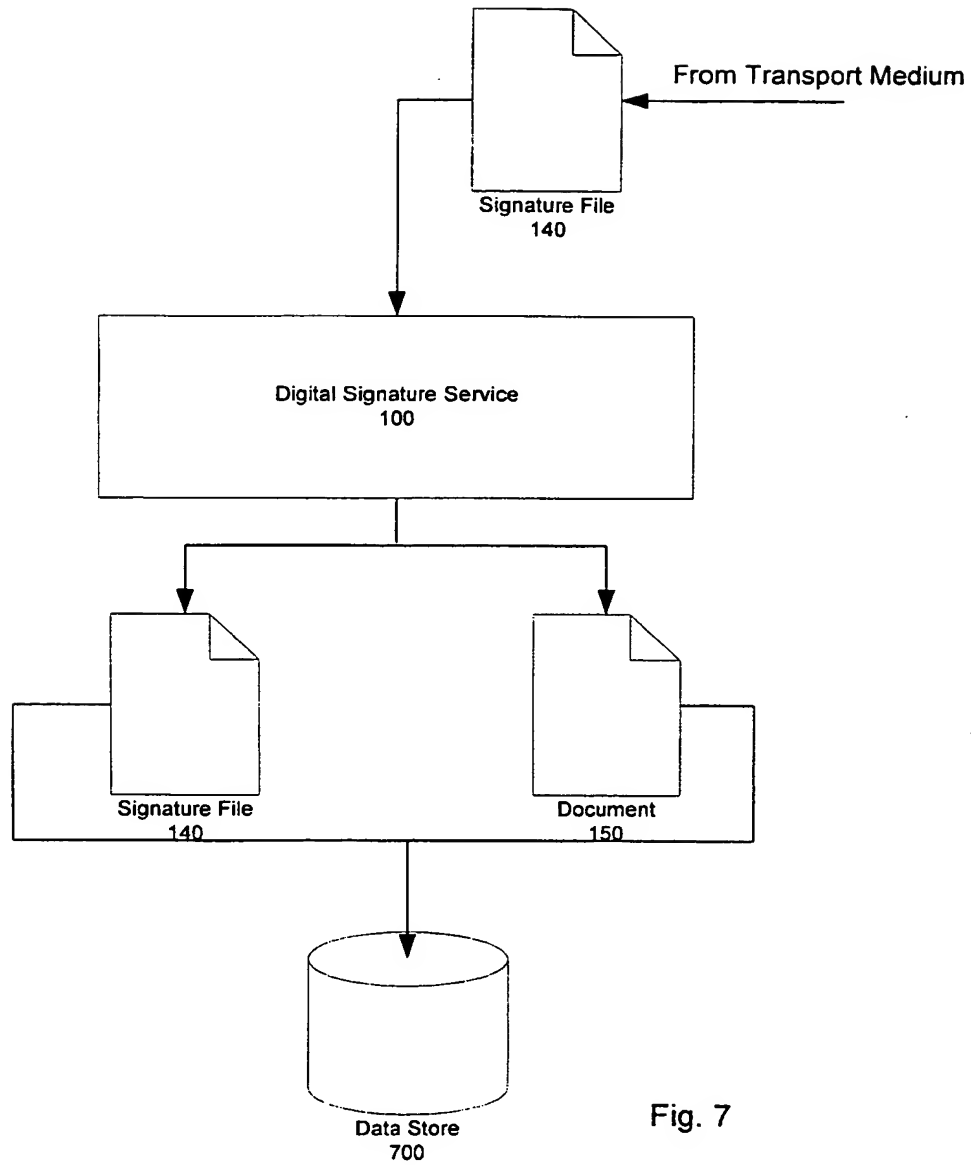 From Transport Medium
Signature File
140
Digital Signature Service
100
Signature File
140
Document
150
Data Store
700
Fig. 7